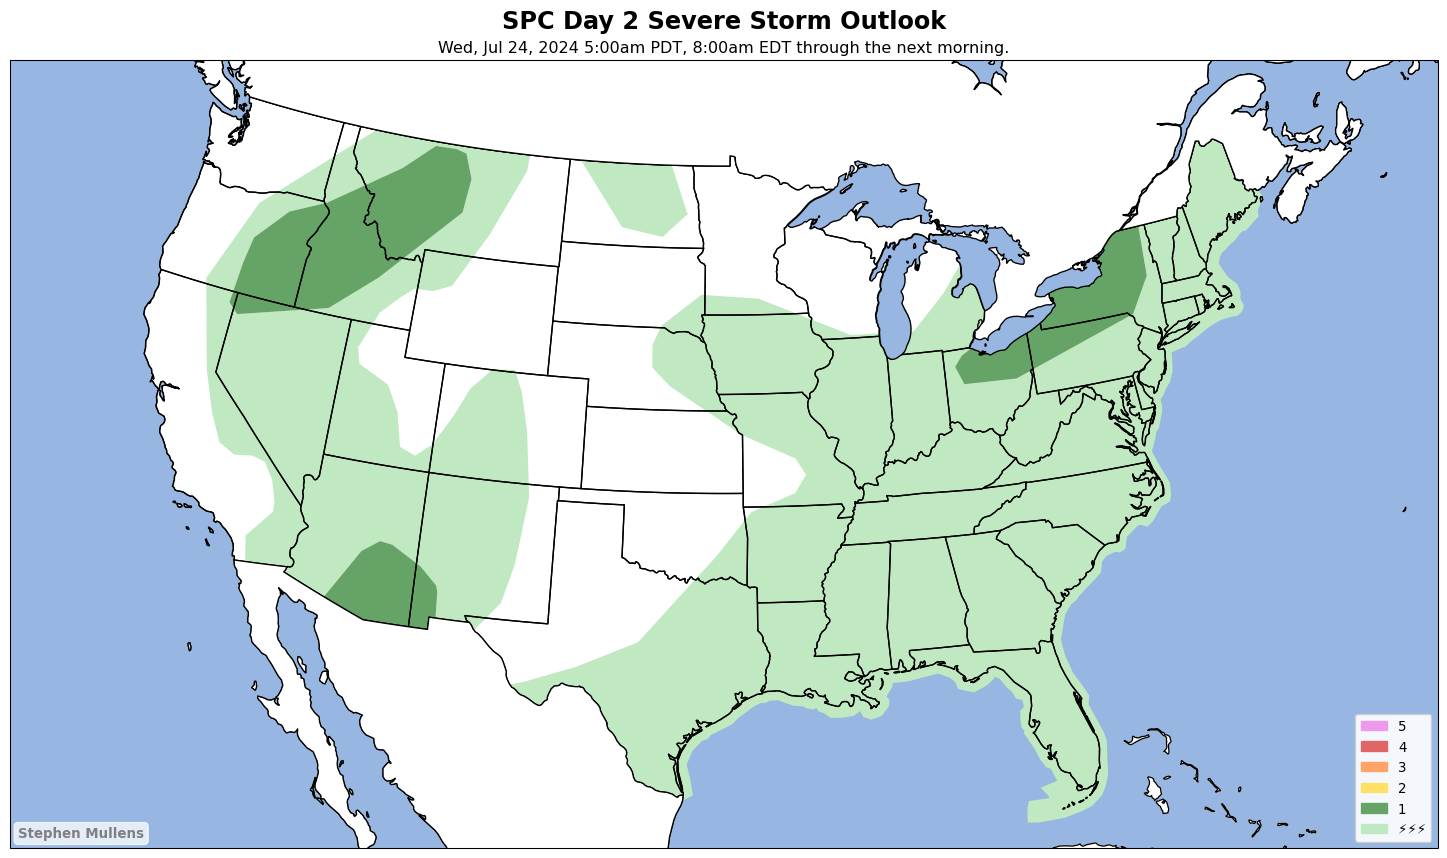 SPC Day 2 Severe Storm Outlook
Wed, Jul 24, 2024 5:00am PDT, 8:00am EDT through the next morning.
5
4
3
2
1
⚡⚡⚡
Stephen Mullens